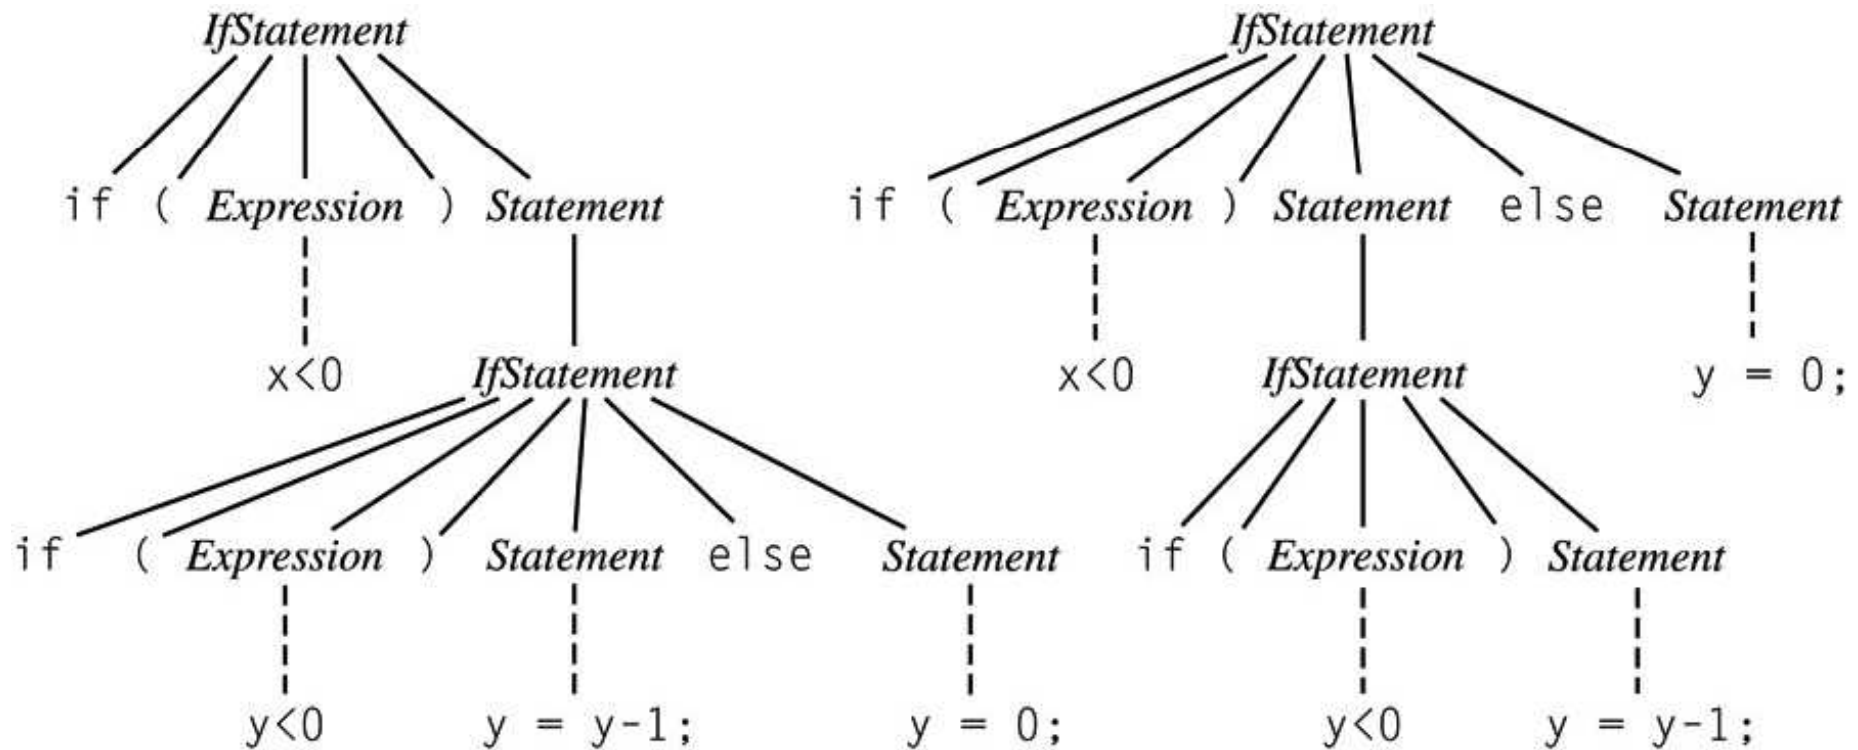 IfStatement IfStatement
if ( Expression ) Statement if ( Expression ) Statement else Statement
x<0 IfStatement x<0 IfStatement y = 0;
if ( Expression ) Statement else Statement if ( Expression ) Statement
y<0 y = y-1; y = 0; y<0 y = y-1;